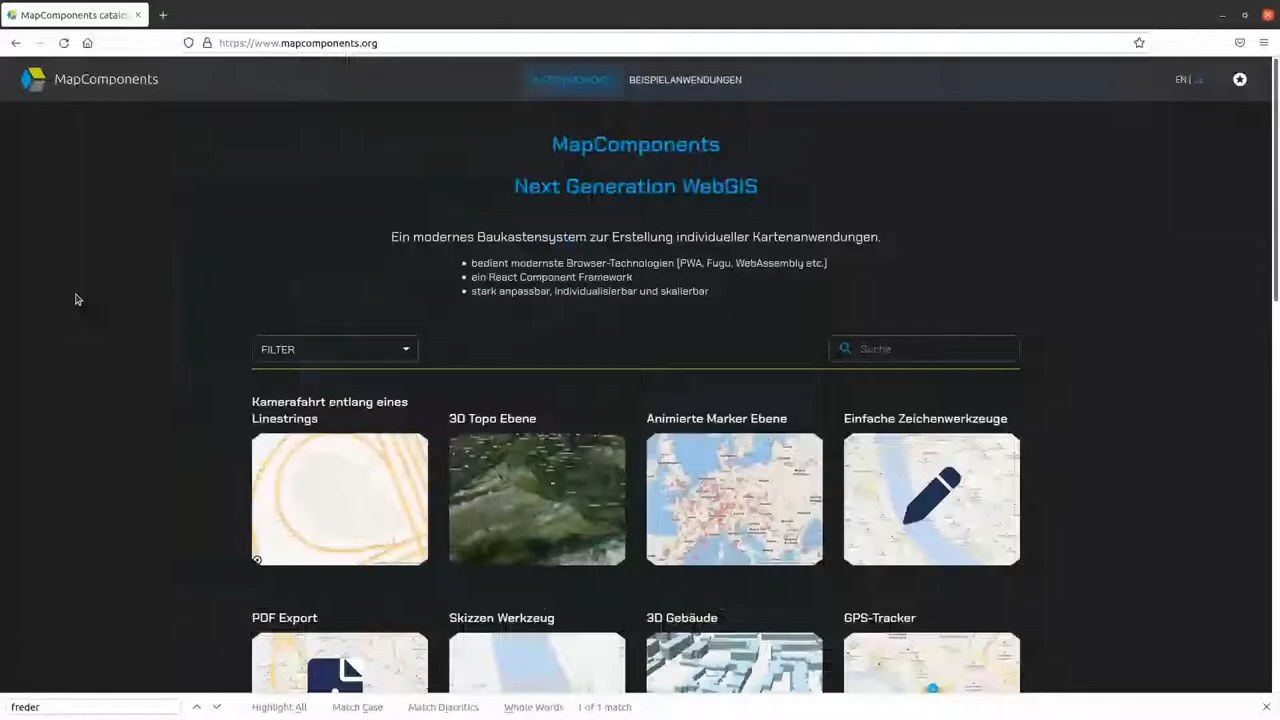 MapComponents catalo
https://www.mapcomponents.org
MapComponents
BEISPIELANWENDUNGEN
EN |
MapComponents
Next Generation WebGIS
Ein modernes Baukastensystem zur Erstellung individueller Kartenanwendungen.
• bedient modernste Browser-Technologien (PWA, Fugu, WebAssembly etc.)
• ein React Component Framework
• stark anpassbar, individualisierbar und skalierbar
FILTER
Suche
Kamerafahrt entlang eines
Linestrings
3D Topo Ebene
Animierte Marker Ebene
Einfache Zeichenwerkzeuge
PDF Export
Skizzen Werkzeug
3D Gebäude
GPS-Tracker
freder
Highlight All
Match Case
Match Diacritics
Whole Words
1 of 1 match